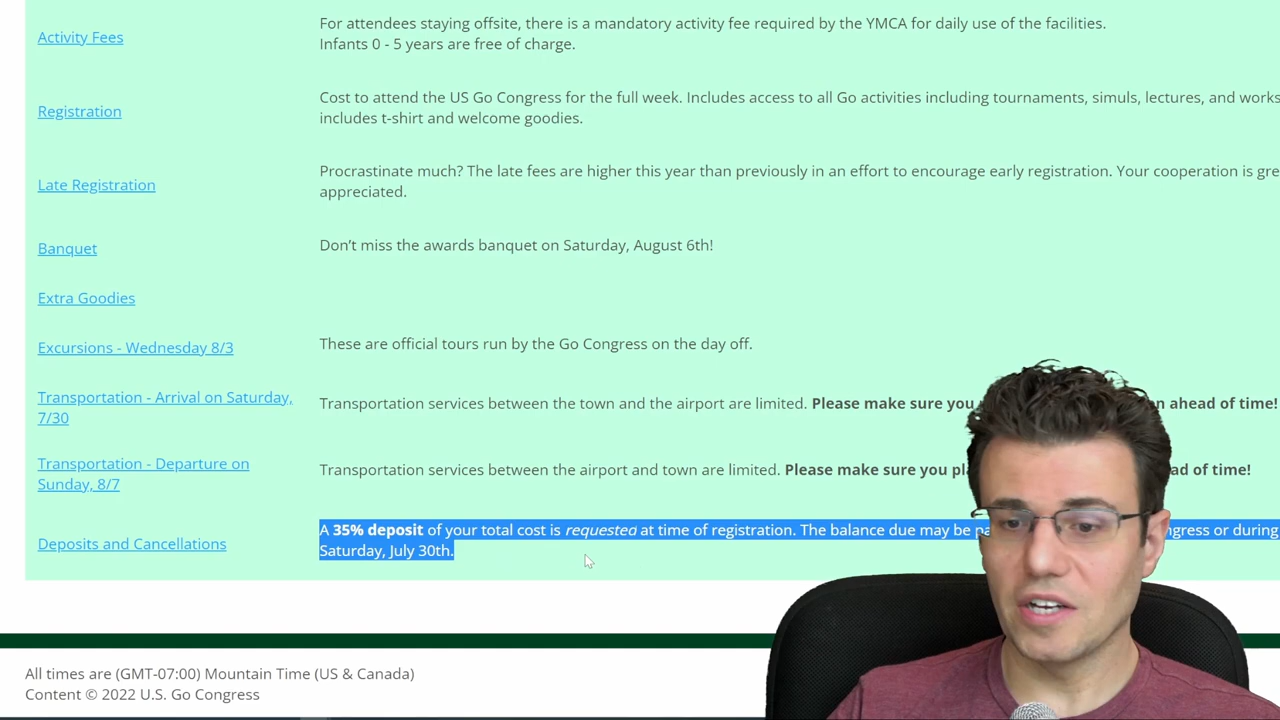 Activity Fees
For attendees staying offsite, there is a mandatory activity fee required by the YMCA for daily use of the facilities.
Infants 0 - 5 years are free of charge.
Registration
Cost to attend the US Go Congress for the full week. Includes access to all Go activities including tournaments, simuls, lectures, and works
includes t-shirt and welcome goodies.
Late Registration
Procrastinate much? The late fees are higher this year than previously in an effort to encourage early registration. Your cooperation is gre
appreciated.
Banquet
Don't miss the awards banquet on Saturday, August 6th!
Extra Goodies
Excursions - Wednesday 8/3
These are official tours run by the Go Congress on the day off.
Transportation - Arrival on Saturday,
7/30
Transportation services between the town and the airport are limited. Please make sure you n ahead of time!
Transportation - Departure on
Sunday, 8/7
Transportation services between the airport and town are limited. Please make sure you pla ead of time!
Deposits and Cancellations
A 35% deposit of your total cost is requested at time of registration. The balance due may be pa ngress or during
Saturday, July 30th.
All times are (GMT-07:00) Mountain Time (US & Canada)
Content © 2022 U.S. Go Congress